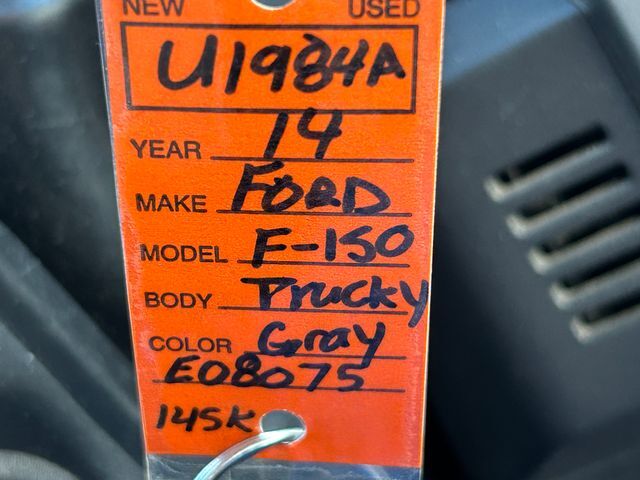 NEW USED
U1984A
YEAR 14
MAKE FORD
MODEL F-150
BODY Trucky
COLOR Gray
E08075
145K